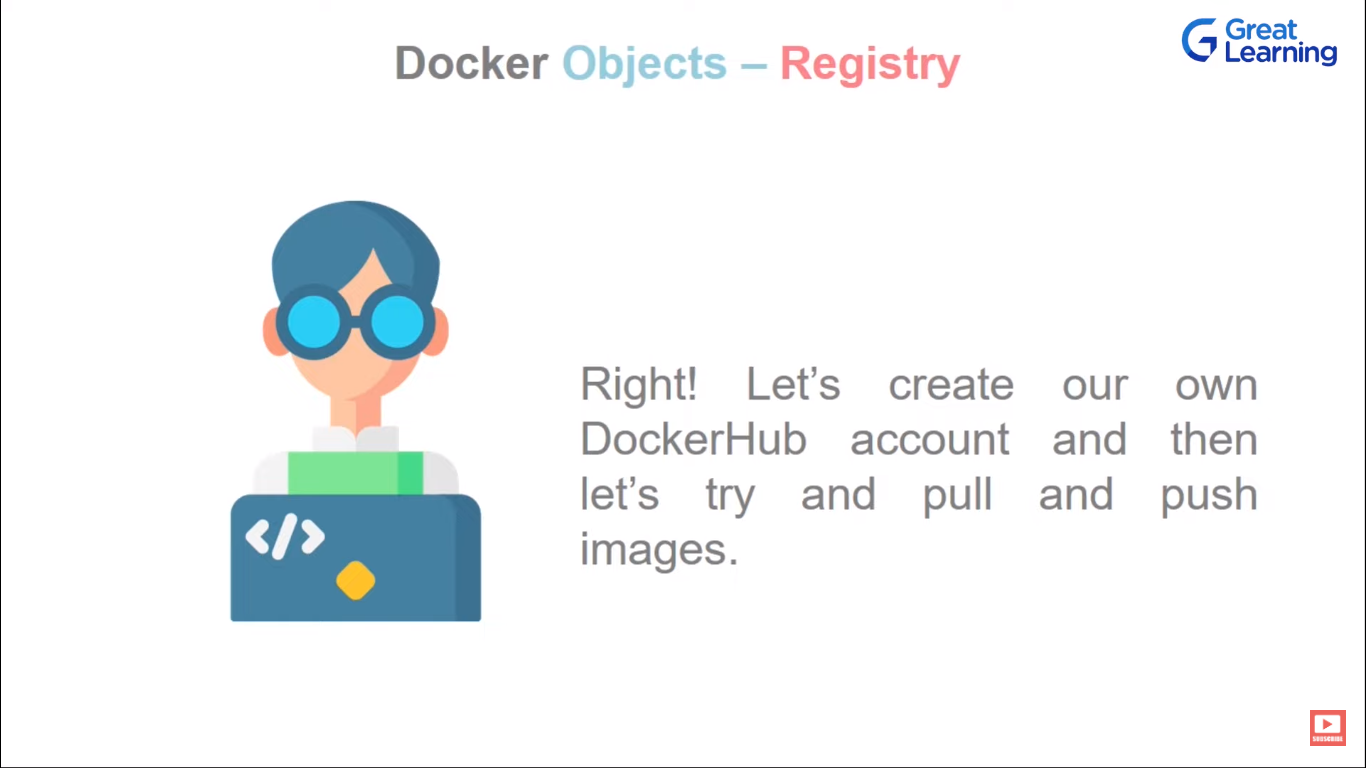 Docker Objects – Registry
Great
Learning
Right! Let’s create our own
DockerHub account and then
let’s try and pull and push
images.
</>
SUBSCRIBE